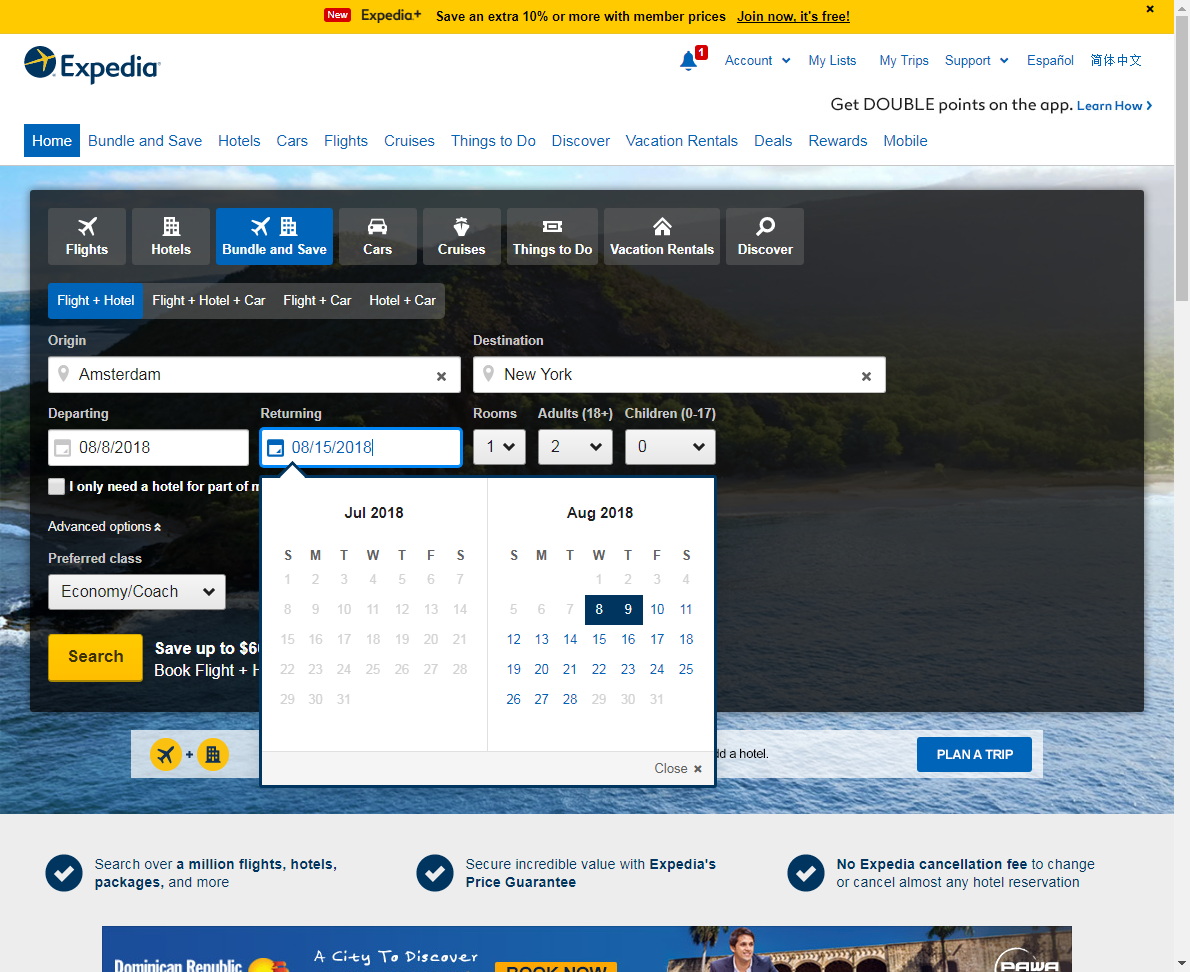 New Expedia+ Save an extra 10% or more with member prices Join now, it's free! ×
Expedia
1 Account My Lists My Trips Support Español 简体中文
Get DOUBLE points on the app. Learn How
Home Bundle and Save Hotels Cars Flights Cruises Things to Do Discover Vacation Rentals Deals Rewards Mobile
Flights Hotels Bundle and Save Cars Cruises Things to Do Vacation Rentals Discover
Flight + Hotel Flight + Hotel + Car Flight + Car Hotel + Car
Origin Destination
Amsterdam × New York ×
Departing Returning Rooms Adults (18+) Children (0-17)
08/8/2018 08/15/2018 1 2 0
I only need a hotel for part of m
Advanced options
Preferred class
Economy/Coach
Search
Save up to $6
Book Flight + H
Jul 2018 Aug 2018
S M T W T F S S M T W T F S
1 2 3 4 5 6 7 1 2 3 4
8 9 10 11 12 13 14 5 6 7 8 9 10 11
15 16 17 18 19 20 21 12 13 14 15 16 17 18
22 23 24 25 26 27 28 19 20 21 22 23 24 25
29 30 31 26 27 28 29 30 31
+ dd a hotel. PLAN A TRIP
Close ×
Search over a million flights, hotels,
packages, and more
Secure incredible value with Expedia's
Price Guarantee
No Expedia cancellation fee to change
or cancel almost any hotel reservation
A City To Discover
Dominican Republic BOOK NOW PAWA